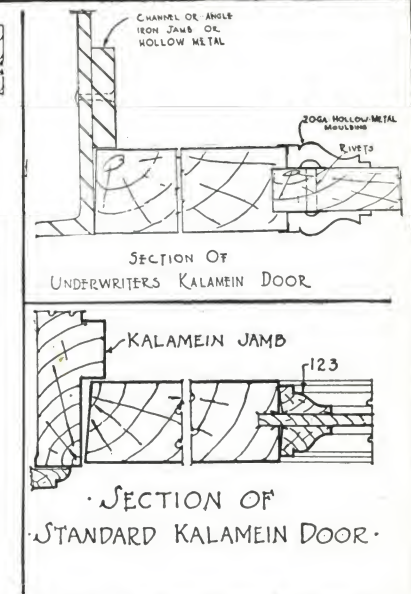 CHANNEL OR ANGLE
IRON JAMB OR
HOLLOW METAL
20GA HOLLOW METAL
MOULDING
RIVETS
SECTION OF
UNDERWRITERS KALAMEIN DOOR
KALAMEIN JAMB
123
· SECTION OF
· STANDARD KALAMEIN DOOR ·